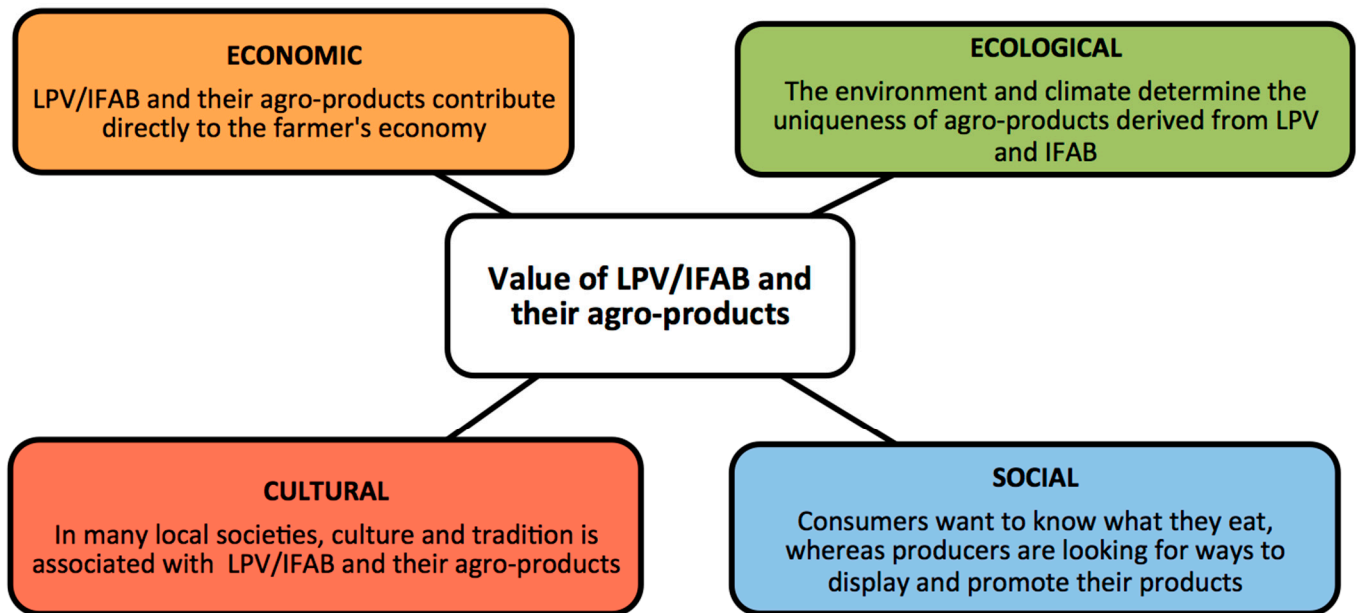 ECONOMIC
LPV/IFAB and their agro-products contribute
directly to the farmer's economy
ECOLOGICAL
The environment and climate determine the
uniqueness of agro-products derived from LPV
and IFAB
Value of LPV/IFAB and
their agro-products
CULTURAL
In many local societies, culture and tradition is
associated with LPV/IFAB and their agro-products
SOCIAL
Consumers want to know what they eat,
whereas producers are looking for ways to
display and promote their products